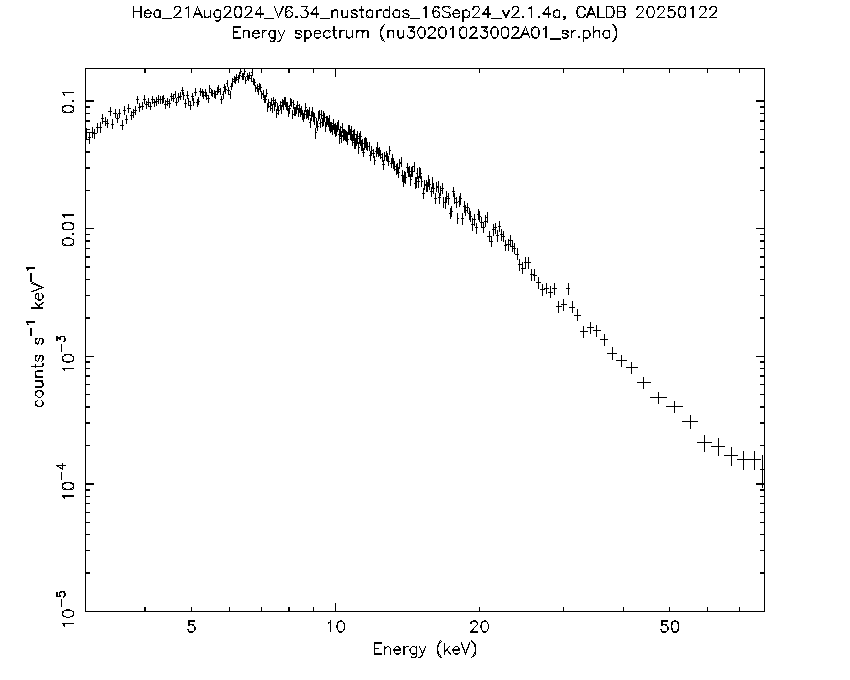 Hea_21Aug2024_V6.34_nustardas_16Sep24_v2.1.4a, CALDB 20250122
Energy spectrum (nu30201023002A01_sr.pha)
counts s⁻¹ keV⁻¹
0.1
0.01
10⁻³
10⁻⁴
10⁻⁵
5
10
20
50
Energy (keV)